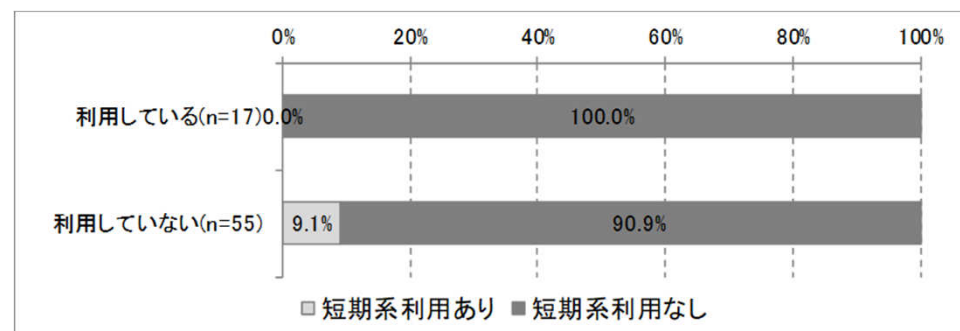 0% 20% 40% 60% 80% 100%
利用している(n=17) 0.0% 100.0%
利用していない(n=55) 9.1% 90.9%
短期系利用あり 短期系利用なし